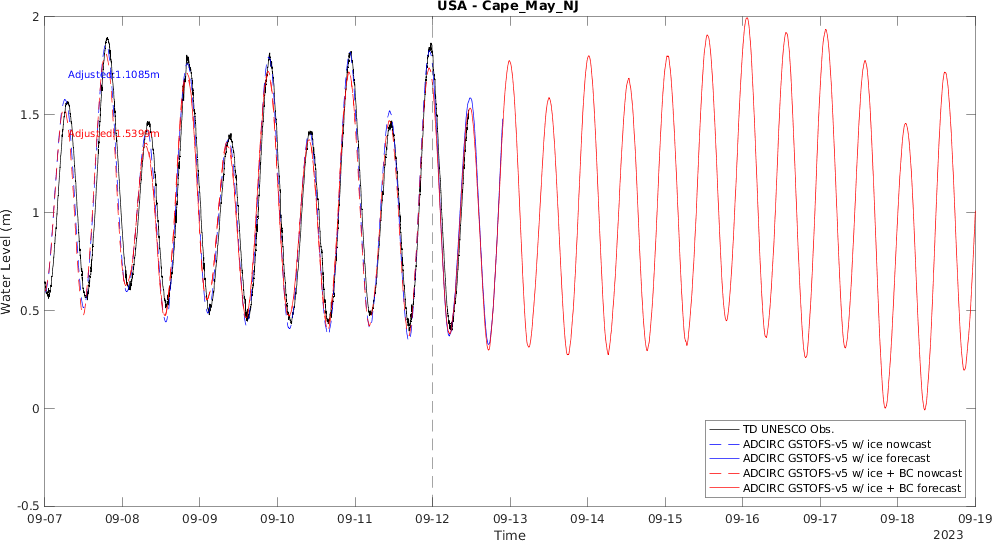 USA - Cape_May_NJ
2
Adjusted:1.1085m
1.5
Adjusted:1.5399m
1
Water Level (m)
0.5
0
TD UNESCO Obs.
ADCIRC GSTOFS-v5 w/ ice nowcast
ADCIRC GSTOFS-v5 w/ ice forecast
ADCIRC GSTOFS-v5 w/ ice + BC nowcast
ADCIRC GSTOFS-v5 w/ ice + BC forecast
-0.5
09-07 09-08 09-09 09-10 09-11 09-12 09-13 09-14 09-15 09-16 09-17 09-18 09-19
Time
2023